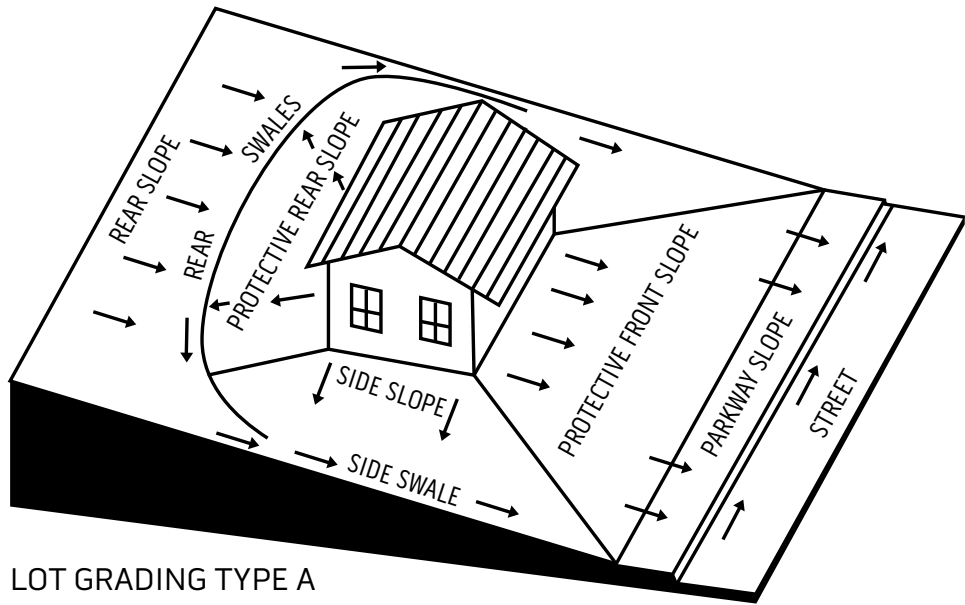 REAR SLOPE
REAR SWALES
PROTECTIVE REAR SLOPE
SIDE SLOPE
SIDE SWALE
PROTECTIVE FRONT SLOPE
PARKWAY SLOPE
STREET
LOT GRADING TYPE A